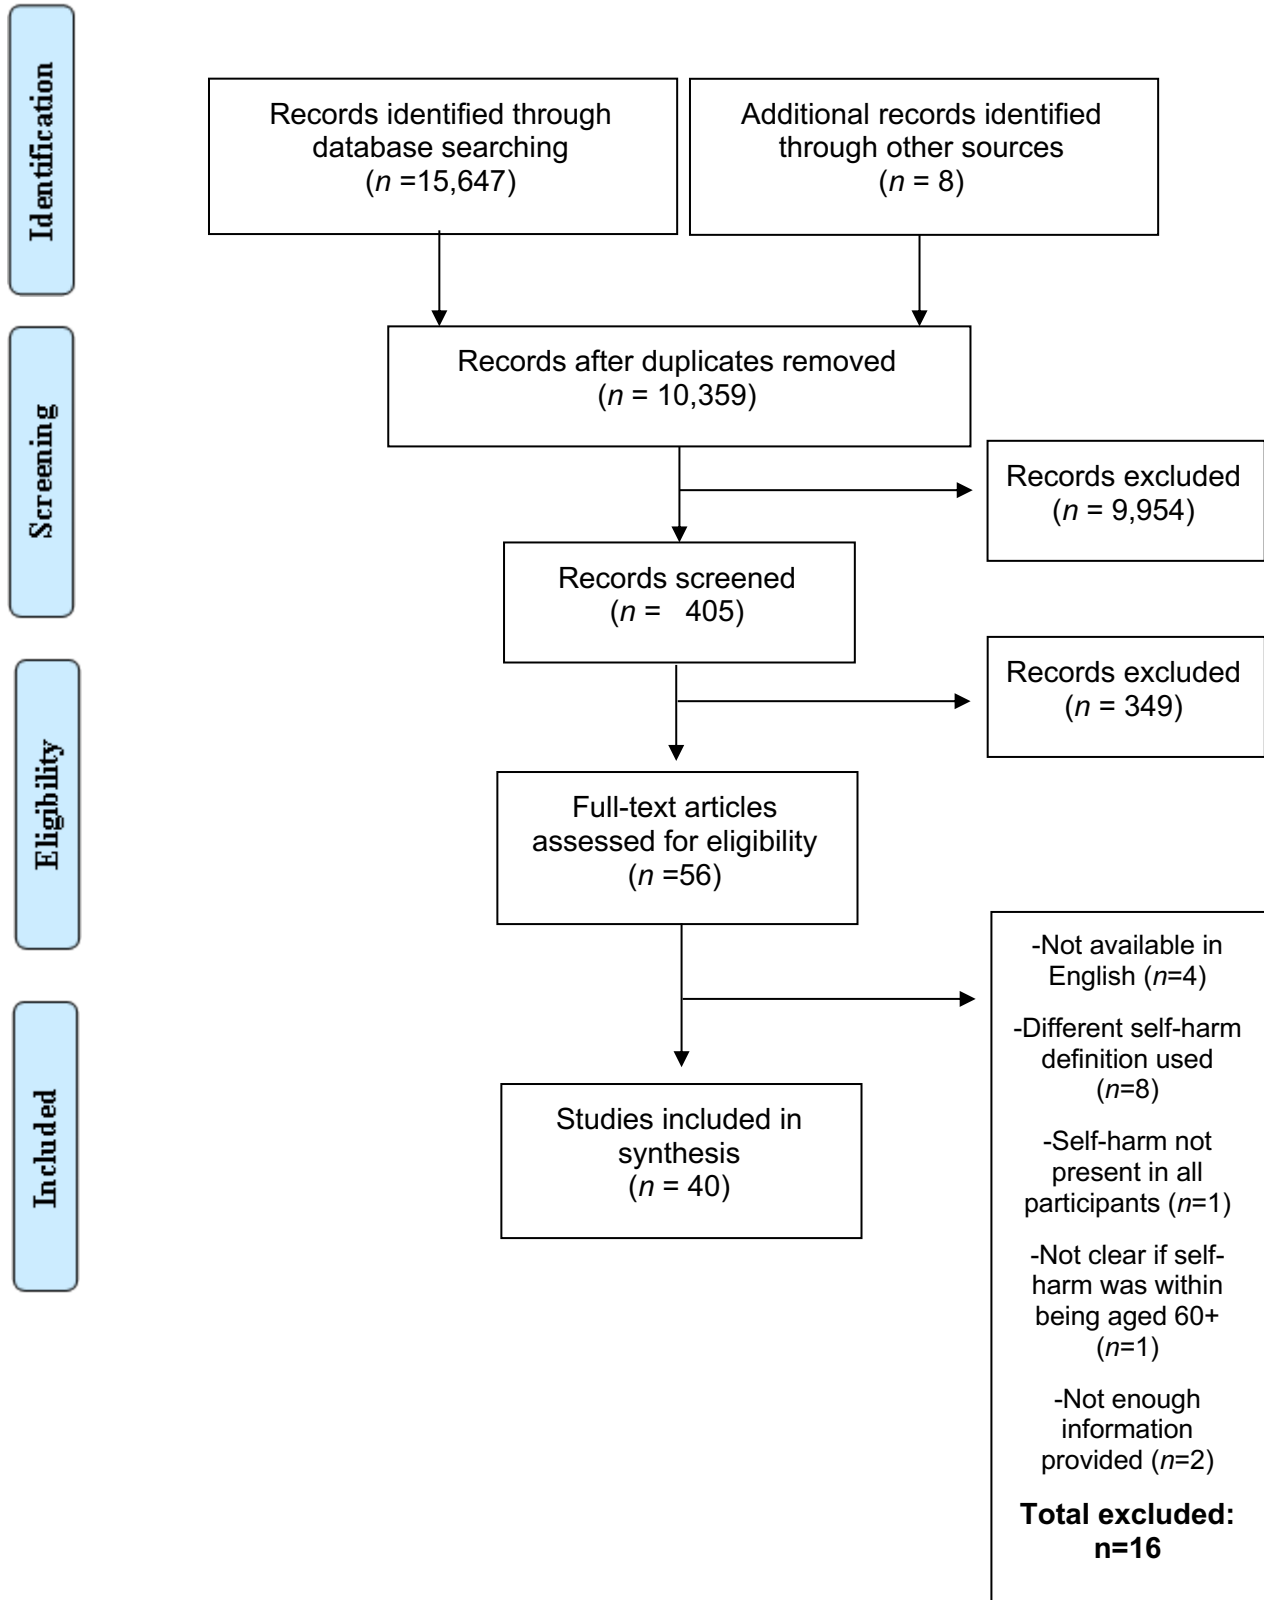 Identification
Records identified through
database searching
(n =15,647)
Additional records identified
through other sources
(n = 8)
Screening
Records after duplicates removed
(n = 10,359)
Records excluded
(n = 9,954)
Records screened
(n = 405)
Records excluded
(n = 349)
Eligibility
Full-text articles
assessed for eligibility
(n =56)
-Not available in
English (n=4)
-Different self-harm
definition used
(n=8)
-Self-harm not
present in all
participants (n=1)
-Not clear if self-
harm was within
being aged 60+
(n=1)
-Not enough
information
provided (n=2)
Total excluded:
n=16
Included
Studies included in
synthesis
(n = 40)